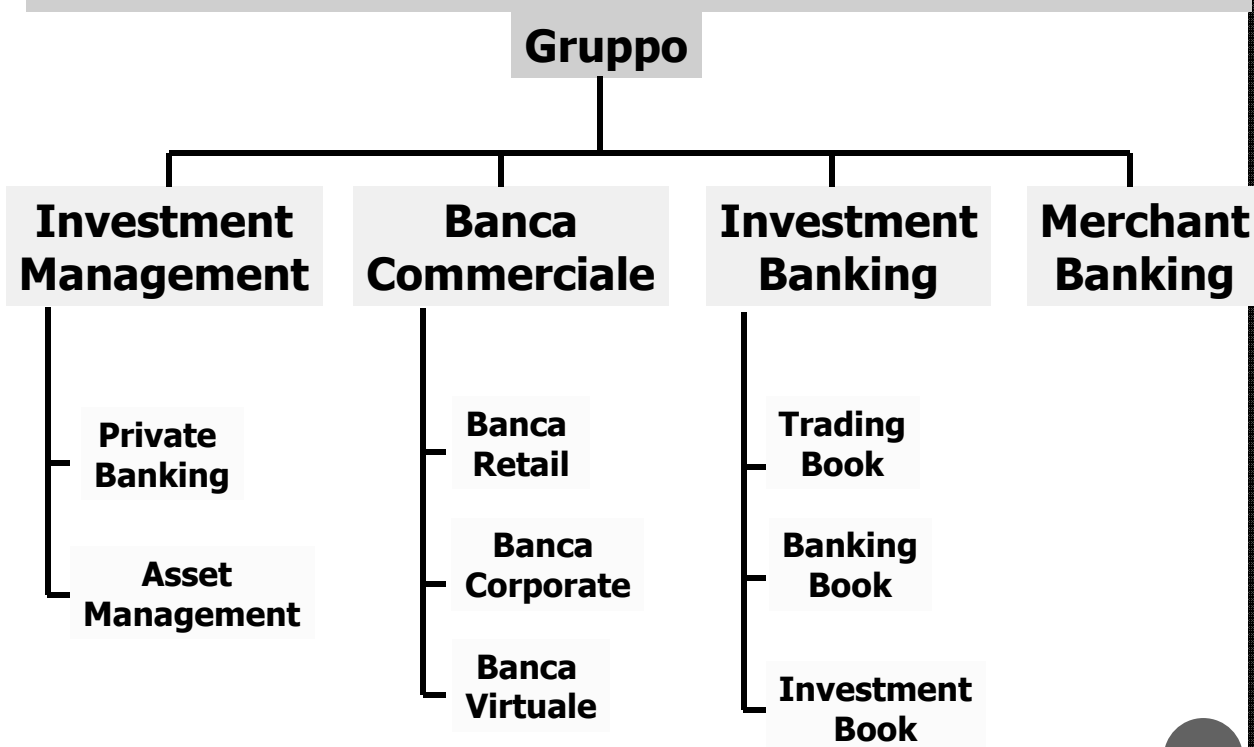 Gruppo
Investment
Management
Banca
Commerciale
Investment
Banking
Merchant
Banking
Private
Banking
Asset
Management
Banca
Retail
Banca
Corporate
Banca
Virtuale
Trading
Book
Banking
Book
Investment
Book